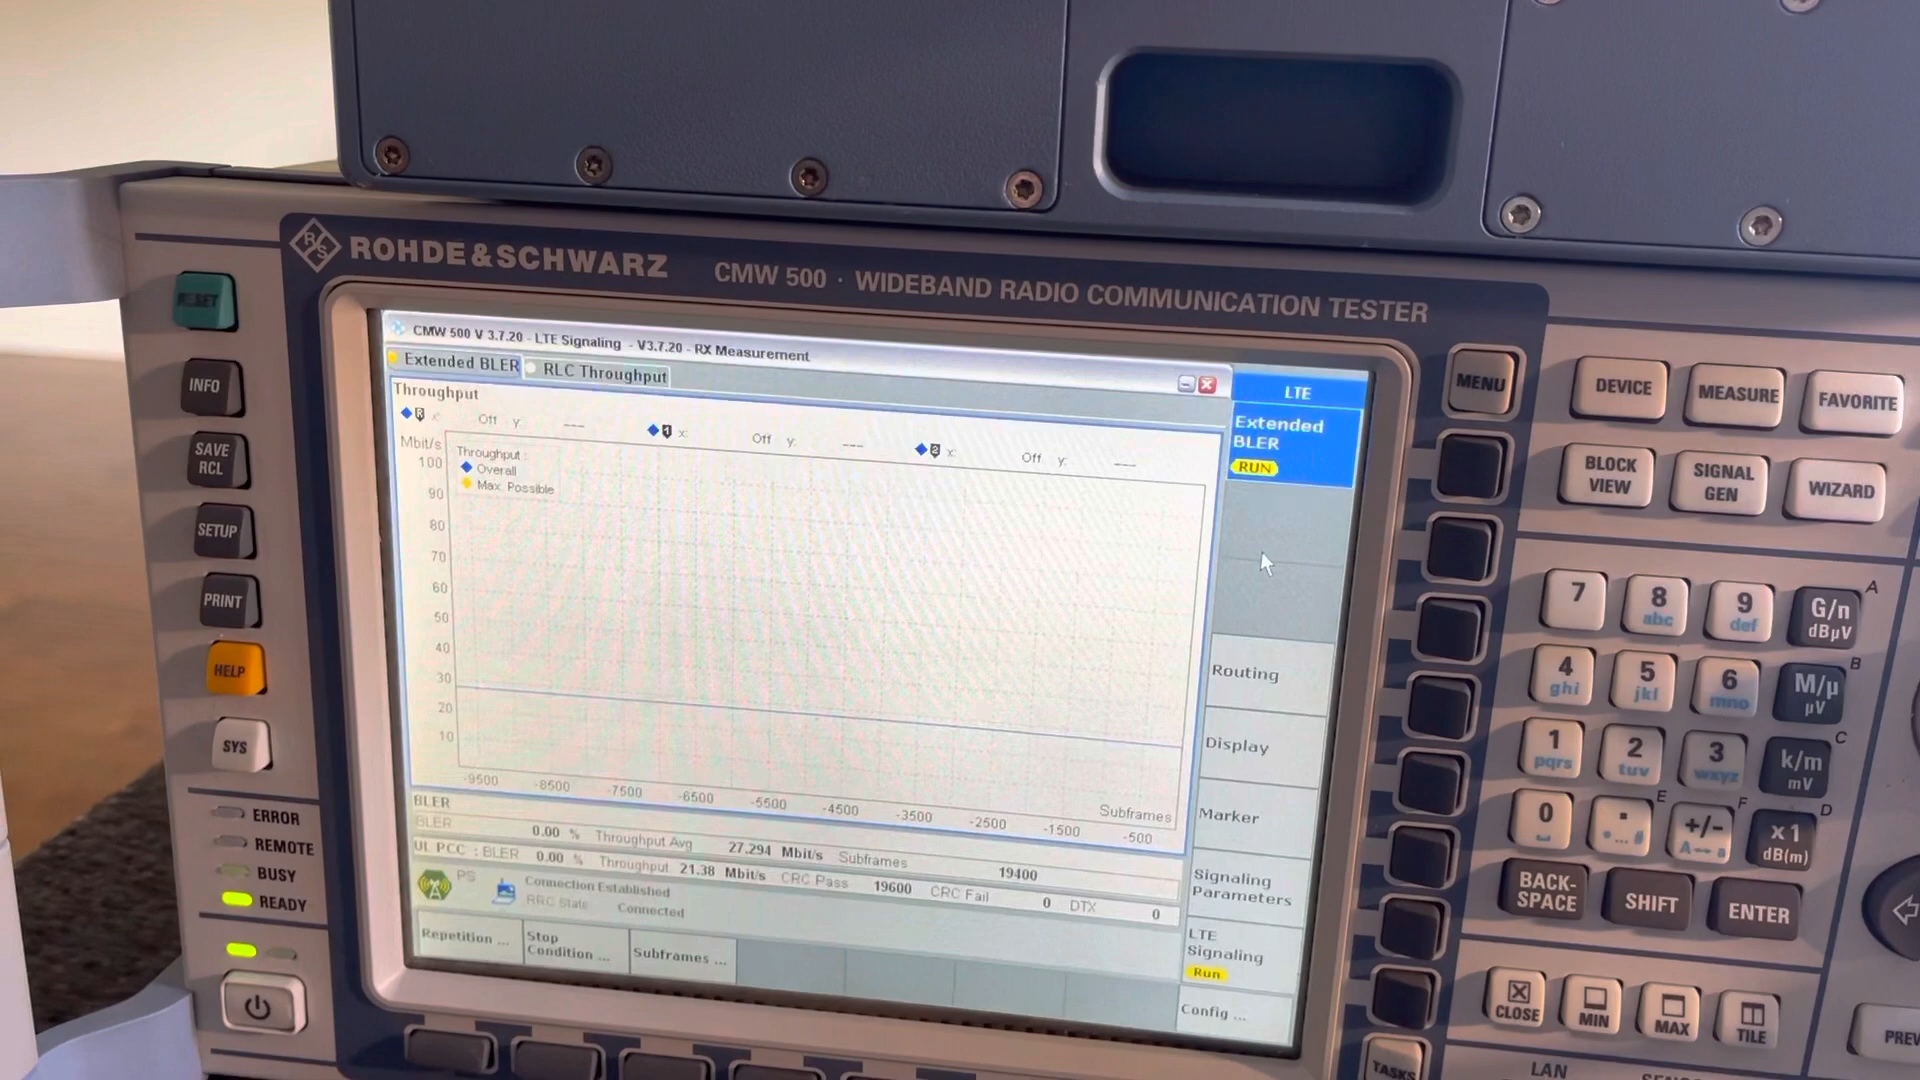 ROHDE&SCHWARZ
CMW 500 · WIDEBAND RADIO COMMUNICATION TESTER
RESET
INFO
SAVE
RCL
SETUP
PRINT
HELP
SYS
ERROR
REMOTE
BUSY
READY
CMW 500 V 3.7.20 - LTE Signaling - V3.7.20 - RX Measurement
Extended BLER
RLC Throughput
Throughput
R x: Off y: ---
1 x: Off y: ---
2 x: Off y: ---
Mbit/s
Throughput :
Overall
Max. Possible
100
90
80
70
60
50
40
30
20
10
-9500 -8500 -7500 -6500 -5500 -4500 -3500 -2500 -1500 -500
Subframes
BLER
BLER 0.00 % Throughput Avg 27.294 Mbit/s Subframes 19400
UL PCC : BLER 0.00 % Throughput 21.38 Mbit/s CRC Pass 19600 CRC Fail 0 DTX 0
PS
Connection Established
RRC State Connected
Repetition ...
Stop
Condition ...
Subframes ...
LTE
Extended
BLER
RUN
Routing
Display
Marker
Signaling
Parameters
LTE
Signaling
Run
Config ...
MENU
TASKS
DEVICE
MEASURE
FAVORITE
BLOCK
VIEW
SIGNAL
GEN
WIZARD
7
8
abc
9
def
A
G/n
dBµV
4
ghi
5
jkl
6
mno
B
M/µ
µV
1
pqrs
2
tuv
3
wxyz
C
k/m
mV
0
E
F
+/-
A↔a
D
x 1
dB(m)
BACK-
SPACE
SHIFT
ENTER
CLOSE
MIN
MAX
TILE
PREV
LAN